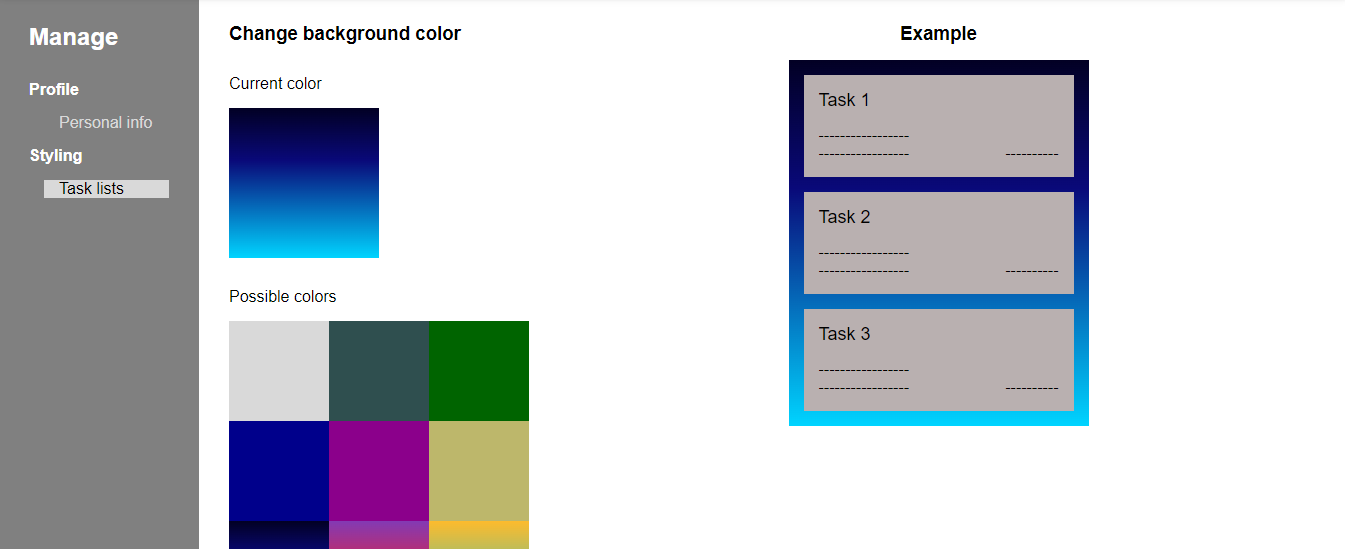 Manage
Profile
Personal info
Styling
Task lists
Change background color
Current color
Possible colors
Example
Task 1
-----------------
----------------- ----------
Task 2
-----------------
----------------- ----------
Task 3
-----------------
----------------- ----------